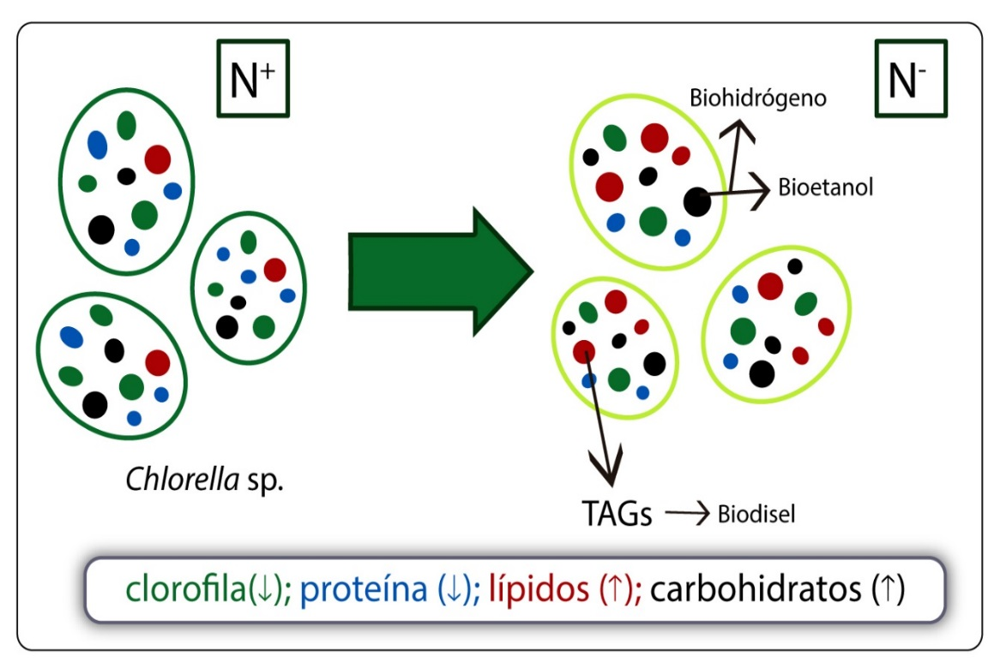 N⁺
N⁻
Biohidrógeno
Bioetanol
Chlorella sp.
TAGs → Biodisel
clorofila(↓); proteína (↓); lípidos (↑); carbohidratos (↑)